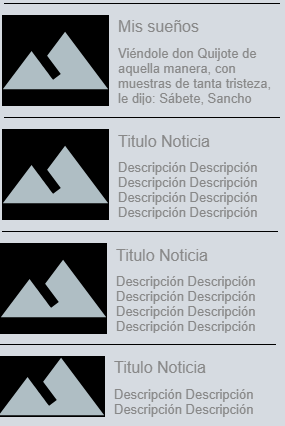 Mis sueños
Viéndole don Quijote de
aquella manera, con
muestras de tanta tristeza,
le dijo: Sábete, Sancho
Titulo Noticia
Descripción Descripción
Descripción Descripción
Descripción Descripción
Descripción Descripción
Titulo Noticia
Descripción Descripción
Descripción Descripción
Descripción Descripción
Descripción Descripción
Titulo Noticia
Descripción Descripción
Descripción Descripción